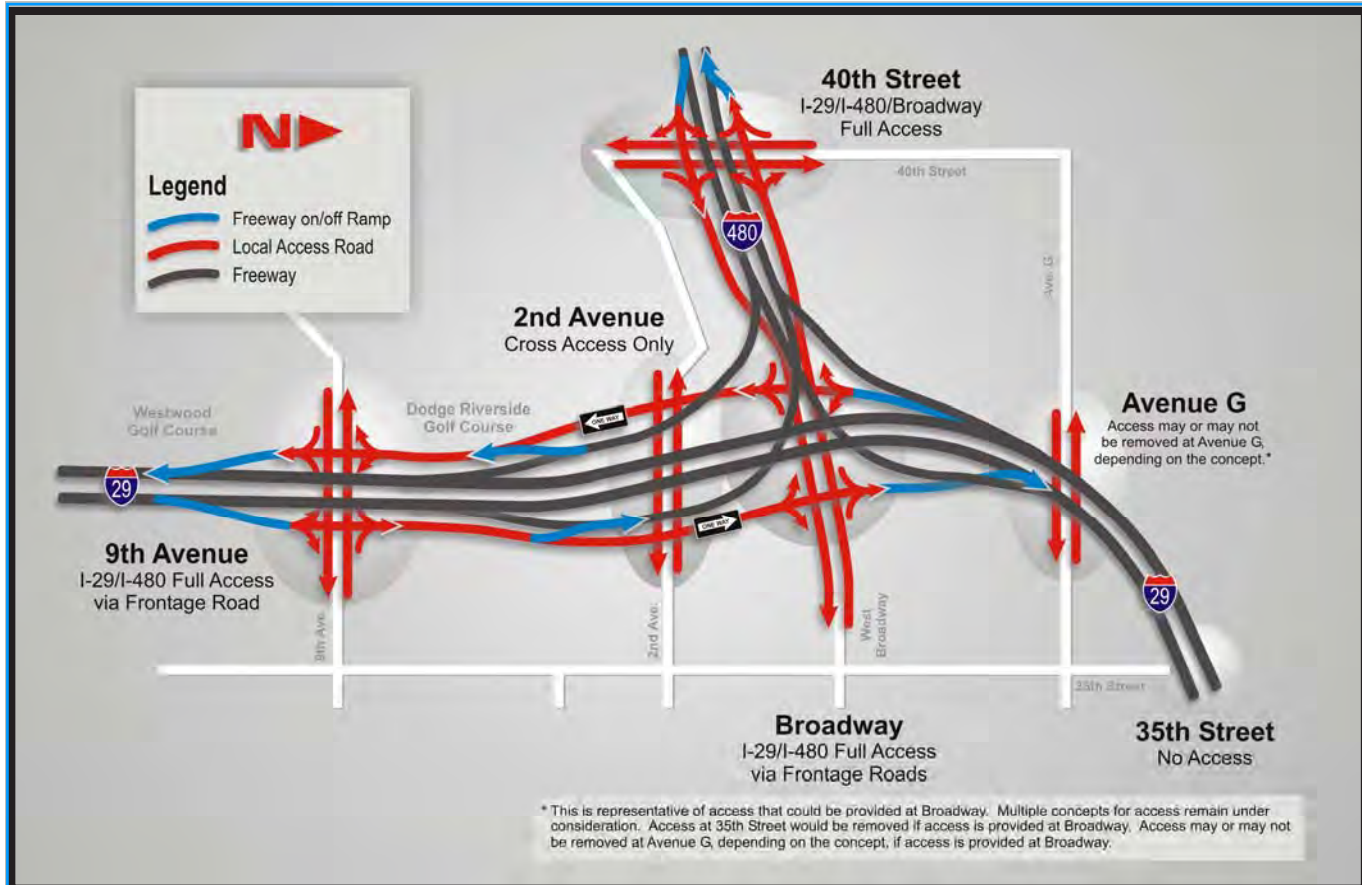 N
Legend
Freeway on/off Ramp
Local Access Road
Freeway
40th Street
I-29/I-480/Broadway
Full Access
40th Street
480
Ave. G
2nd Avenue
Cross Access Only
Westwood
Golf Course
Dodge Riverside
Golf Course
ONE WAY
Avenue G
Access may or may not
be removed at Avenue G,
depending on the concept.*
29
ONE WAY
9th Avenue
I-29/I-480 Full Access
via Frontage Road
29
9th Ave.
2nd Ave.
West
Broadway
Broadway
I-29/I-480 Full Access
via Frontage Roads
35th Street
No Access
* This is representative of access that could be provided at Broadway. Multiple concepts for access remain under
consideration. Access at 35th Street would be removed if access is provided at Broadway. Access may or may not
be removed at Avenue G, depending on the concept, if access is provided at Broadway.